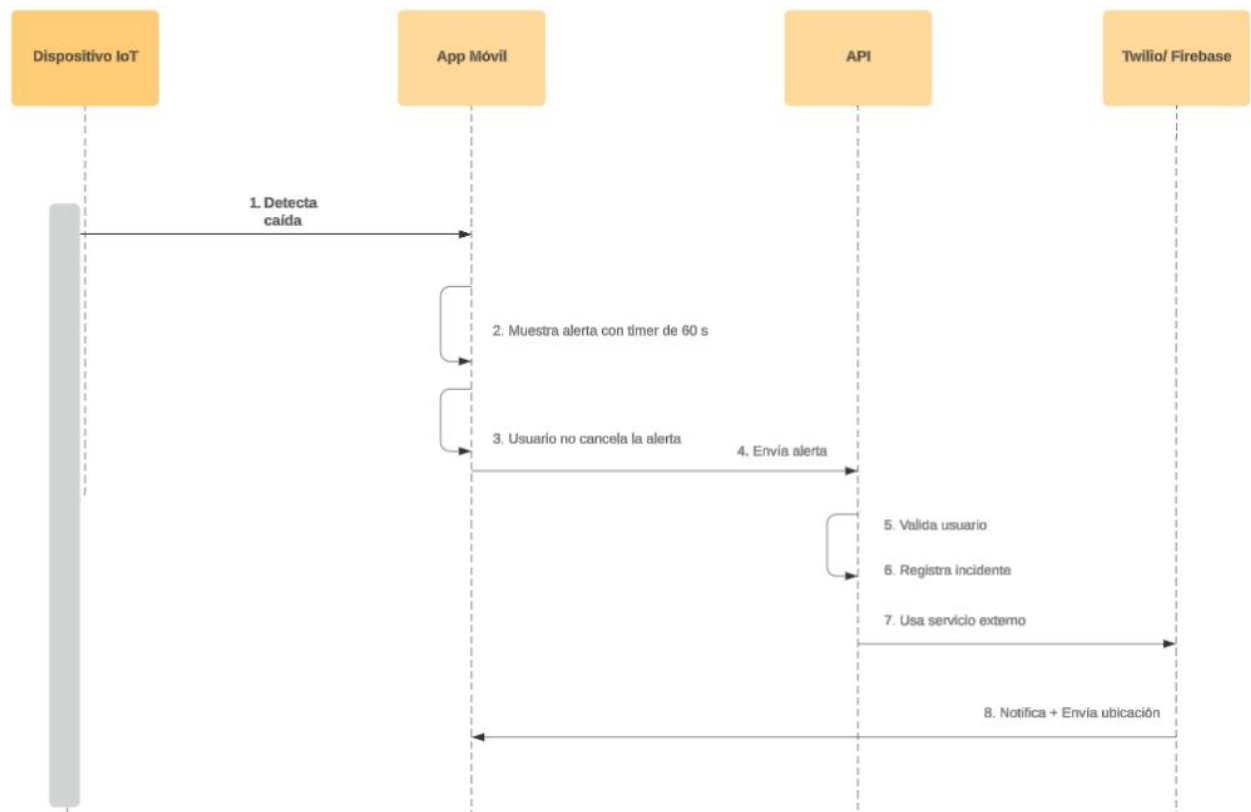 Dispositivo IoT
App Móvil
API
Twilio/ Firebase
1. Detecta
caída
2. Muestra alerta con timer de 60 s
3. Usuario no cancela la alerta
4. Envía alerta
5. Valida usuario
6. Registra incidente
7. Usa servicio externo
8. Notifica + Envía ubicación